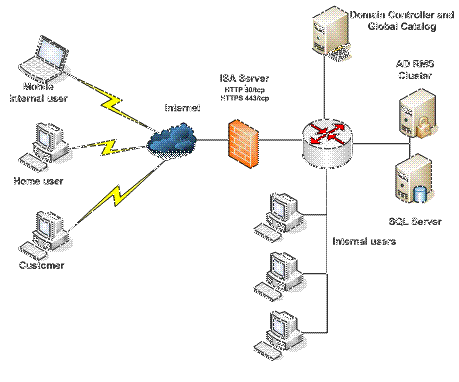 Domain Controller and
Global Catalog
AD RMS
Cluster
ISA Server
HTTP 80/tcp
HTTPS 443/tcp
Mobile
internal user
Internet
Home user
SQL Server
Internal users
Customer